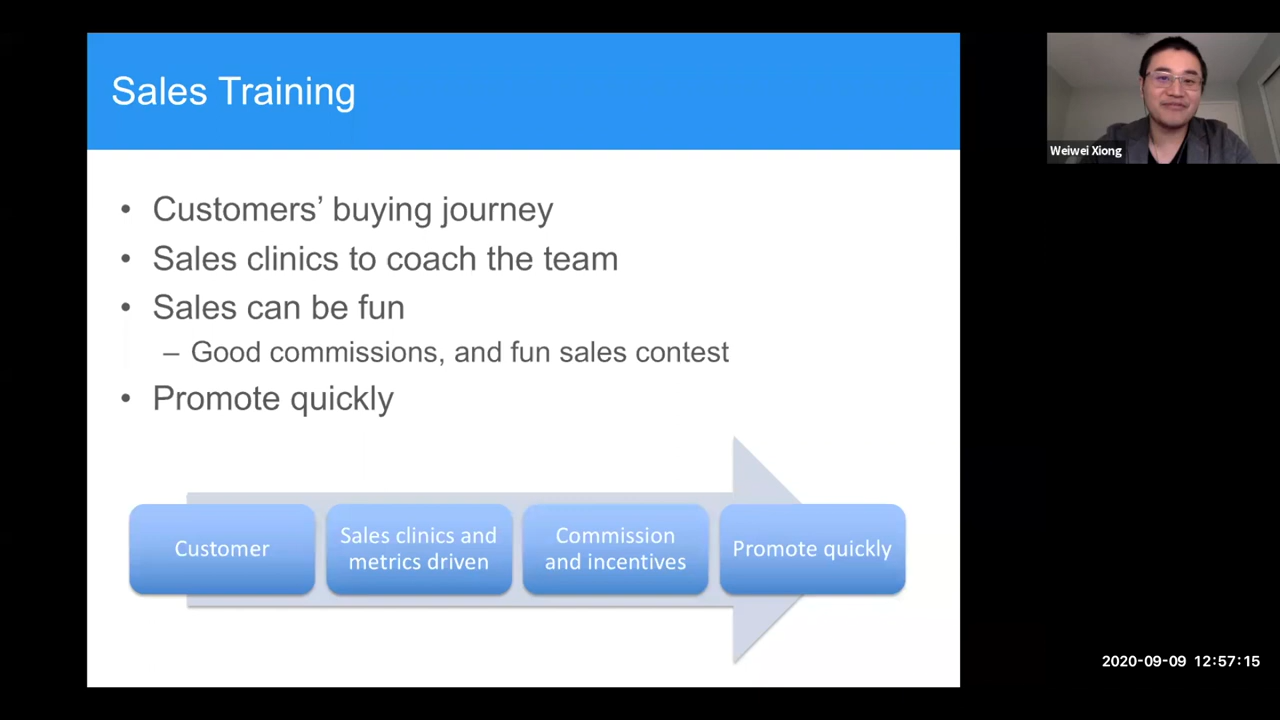 Sales Training
• Customers’ buying journey
• Sales clinics to coach the team
• Sales can be fun
– Good commissions, and fun sales contest
• Promote quickly
Customer
Sales clinics and
metrics driven
Commission
and incentives
Promote quickly
Weiwei Xiong
2020-09-09 12:57:15